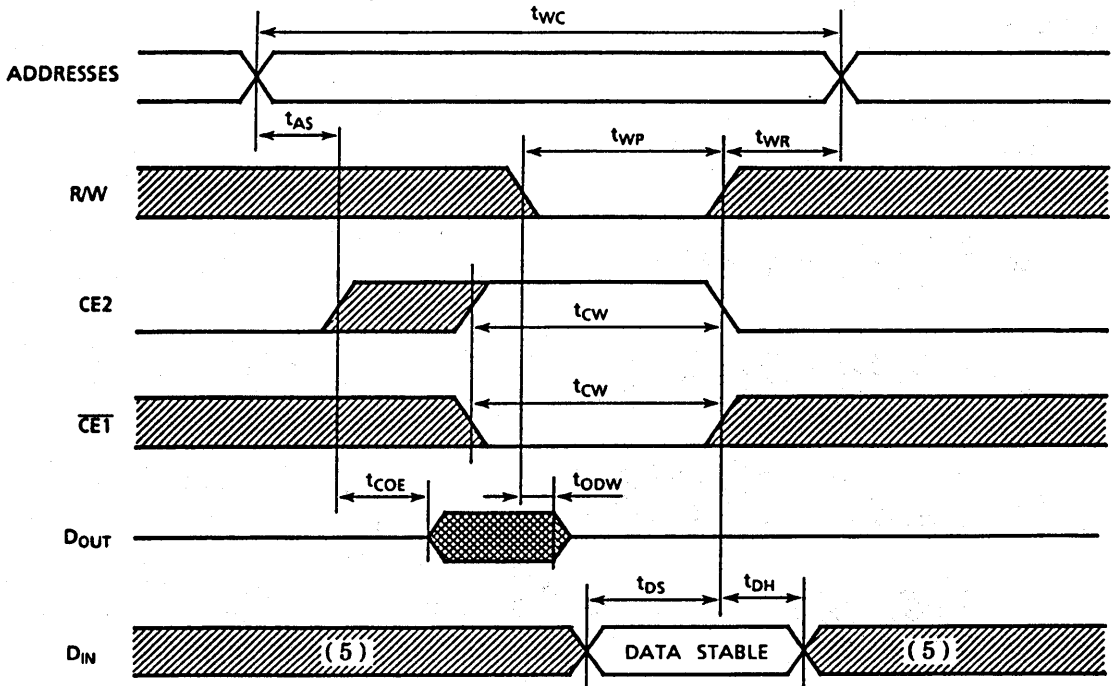 tWC
ADDRESSES
tAS
tWP
tWR
R/W
CE2
tCW
tCW
CE1
tCOE
tODW
DOUT
tDS
tDH
DIN
(5)
DATA STABLE
(5)